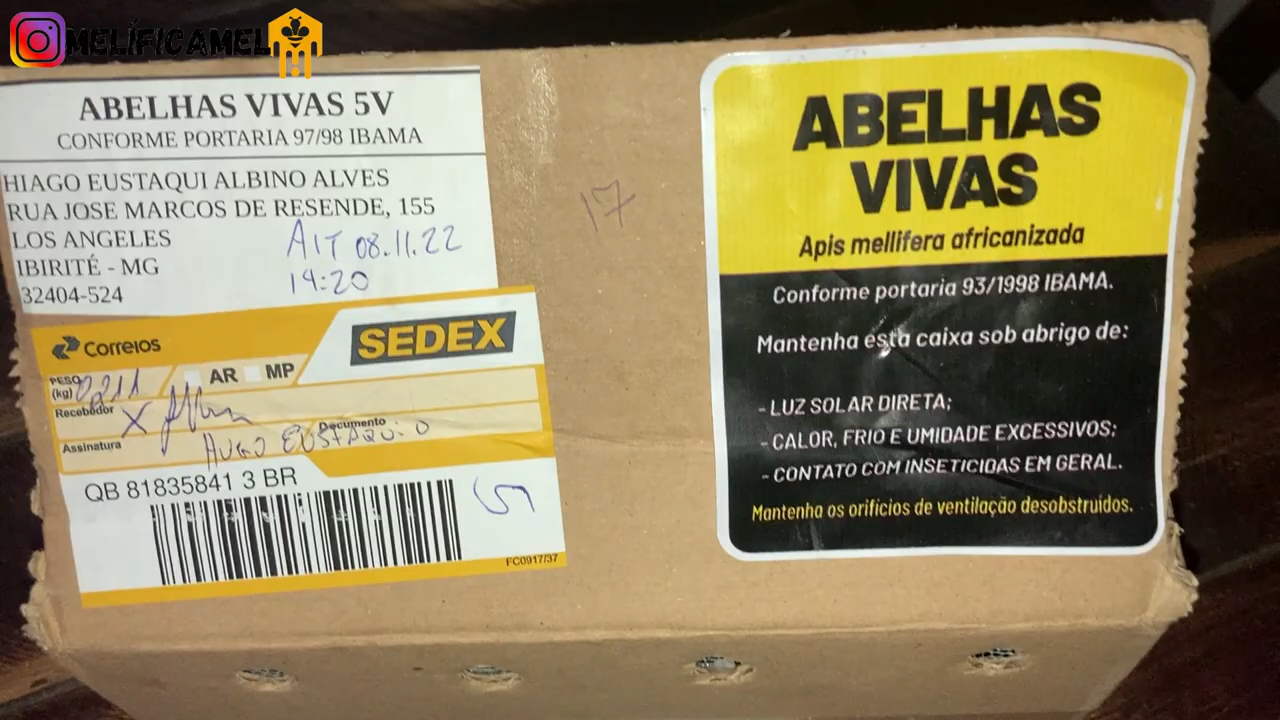 MELÍFICAMEL
ABELHAS VIVAS 5V
CONFORME PORTARIA 97/98 IBAMA
HIAGO EUSTAQUI ALBINO ALVES
RUA JOSE MARCOS DE RESENDE, 155
LOS ANGELES
IBIRITÉ - MG
32404-524
AIT 08.11.22
14:20
Correios
SEDEX
PESO
(kg)
AR
MP
Recebedor
X
Assinatura
Documento
HUGO EUSTAQUIO
QB 81835841 3 BR
FC0917/37
17
ABELHAS
VIVAS
Apis mellifera africanizada
Conforme portaria 93/1998 IBAMA.
Mantenha esta caixa sob abrigo de:
- LUZ SOLAR DIRETA;
- CALOR, FRIO E UMIDADE EXCESSIVOS;
- CONTATO COM INSETICIDAS EM GERAL.
Mantenha os orifícios de ventilação desobstruídos.